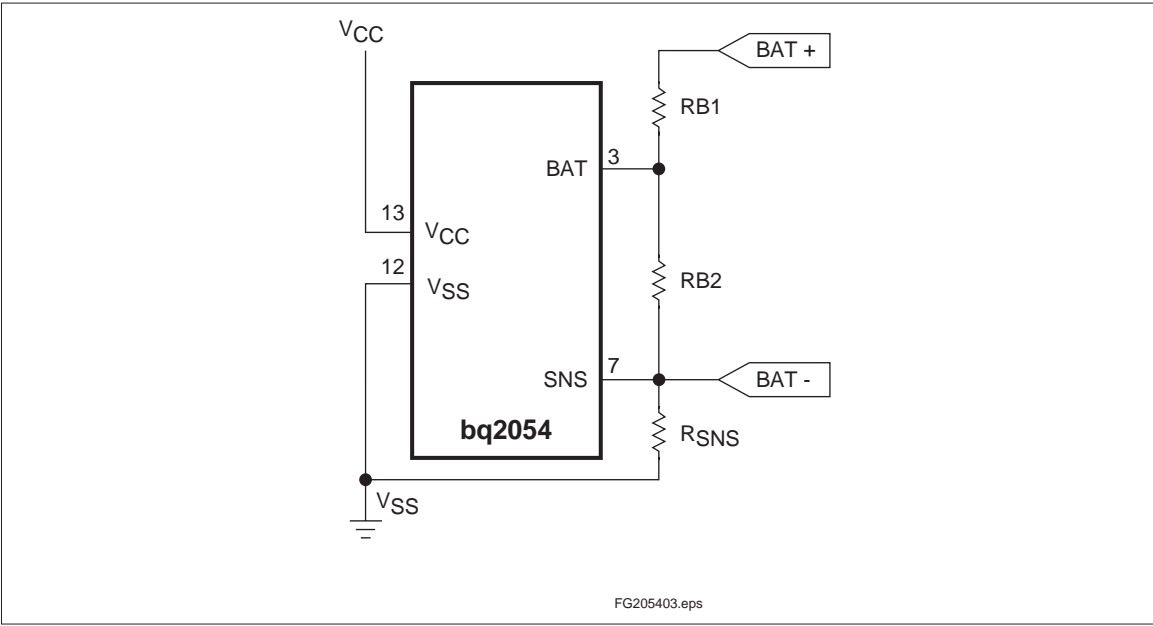 VCC
BAT +
RB1
BAT
3
13
VCC
12
VSS
RB2
SNS
7
BAT -
bq2054
RSNS
VSS
FG205403.eps